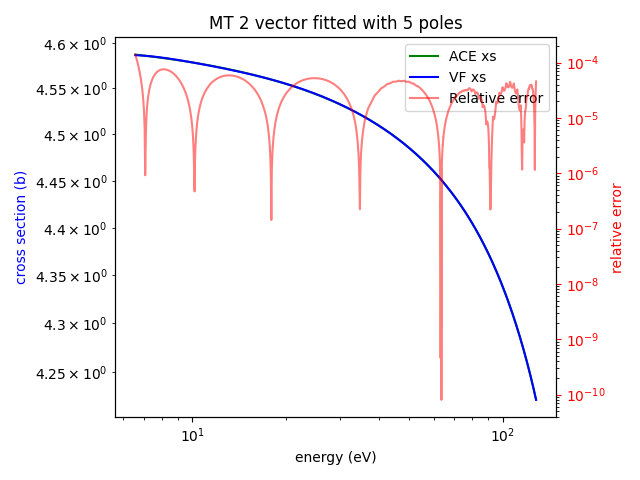 MT 2 vector fitted with 5 poles
ACE xs
VF xs
Relative error
cross section (b)
4.6 × 10⁰
4.55 × 10⁰
4.5 × 10⁰
4.45 × 10⁰
4.4 × 10⁰
4.35 × 10⁰
4.3 × 10⁰
4.25 × 10⁰
10⁻⁴
10⁻⁵
10⁻⁶
10⁻⁷
10⁻⁸
10⁻⁹
10⁻¹⁰
relative error
10¹
10²
energy (eV)